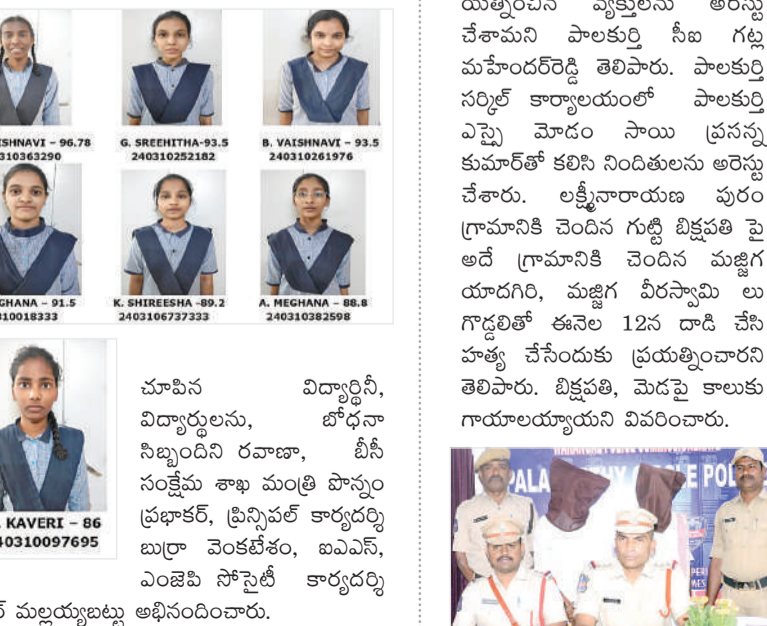 ISHNAVI - 96.78
310363290
G. SREEHITHA-93.5
240310252182
B. VAISHNAVI - 93.5
240310261976
GHANA - 91.5
310018333
K. SHIREESHA -89.2
2403106737333
A. MEGHANA - 88.8
240310382598
KAVERI - 86
40310097695
చూపిన విద్యార్థినీ,
విద్యార్థులను, బోధనా
సిబ్బందిని రవాణా, బీసీ
సంక్షేమ శాఖ మంత్రి పొన్నం
ప్రభాకర్, ప్రిన్సిపల్ కార్యదర్శి
బుర్రా వెంకటేశం, ఐఎఎస్,
ఎంజెపి సోసైటీ కార్యదర్శి
మల్లయ్యబట్టు అభినందించారు.
యత్నించిన వ్యక్తులను అరెస్టు
చేశామని పాలకుర్తి సీఐ గట్ల
మహేందర్‌రెడ్డి తెలిపారు. పాలకుర్తి
సర్కిల్ కార్యాలయంలో పాలకుర్తి
ఎస్సై మోడం సాయి ప్రసన్న
కుమార్‌తో కలిసి నిందితులను అరెస్టు
చేశారు. లక్ష్మీనారాయణ పురం
గ్రామానికి చెందిన గుట్టి బిక్షపతి పై
అదే గ్రామానికి చెందిన మజ్జిగ
యాదగిరి, మజ్జిగ వీరస్వామి లు
గొడ్డలితో ఈనెల 12న దాడి చేసి
హత్య చేసేందుకు ప్రయత్నించారని
తెలిపారు. బిక్షపతి, మెడపై కాలుకు
గాయాలయ్యాయని వివరించారు.
PALA THY C CLE POL